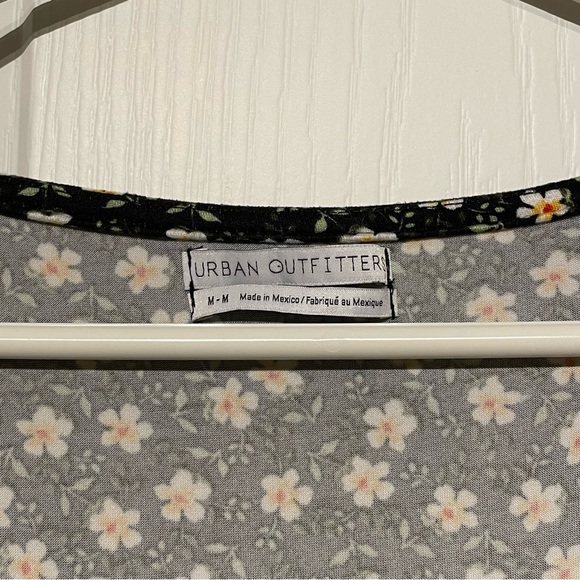 URBAN OUTFITTERS
M - M Made in Mexico / Fabriqué au Mexique